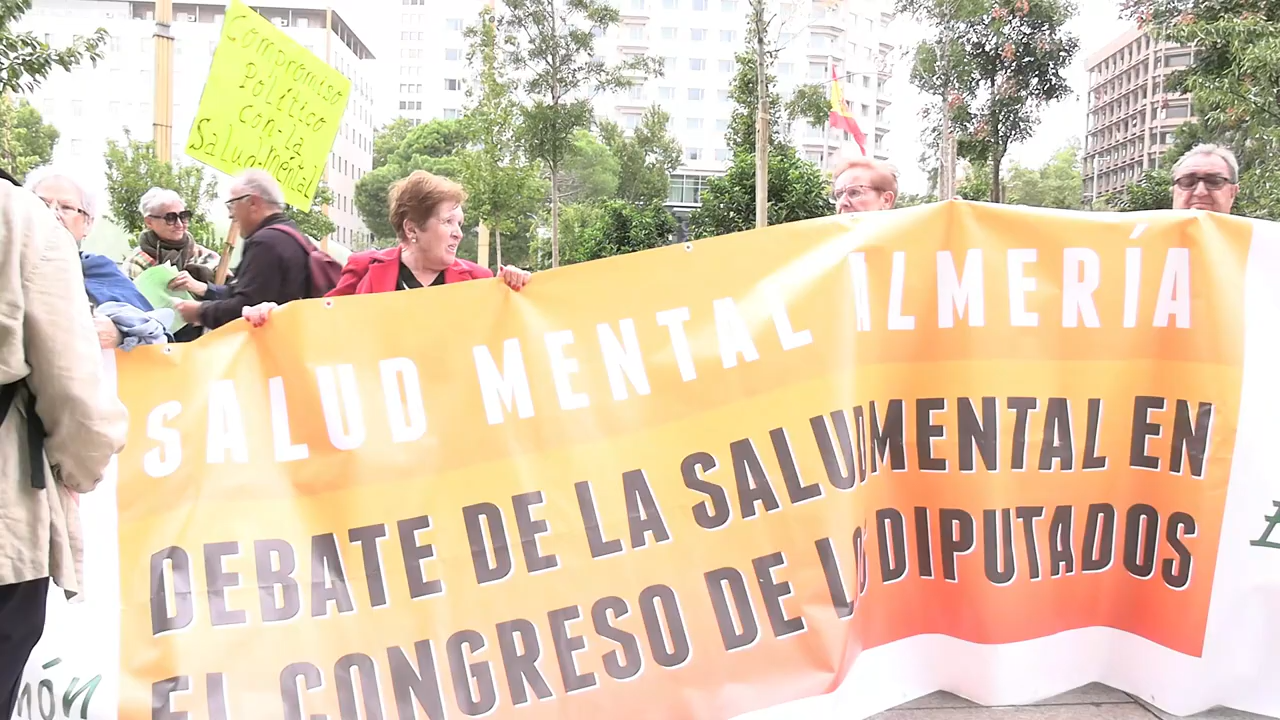 Compromiso
Político
Con-la
Salud-mental
SALUD MENTAL ALMERÍA
DEBATE DE LA SALUD MENTAL EN
EL CONGRESO DE LOS DIPUTADOS